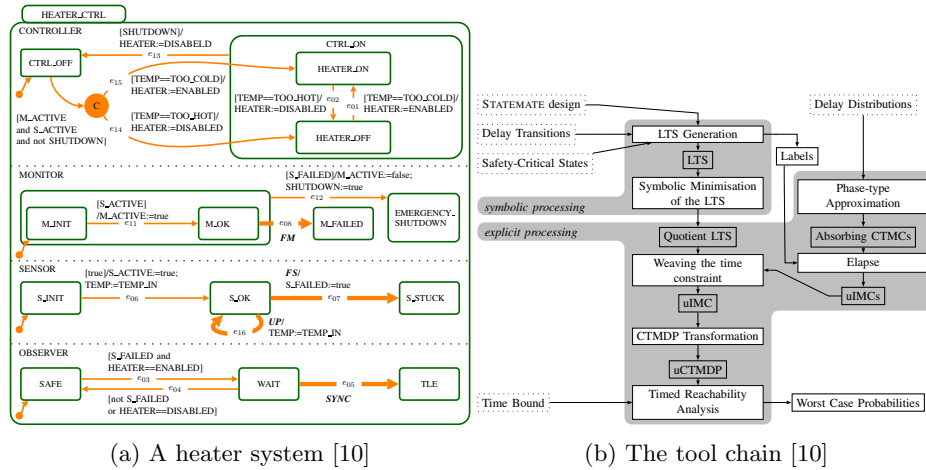 HEATER_CTRL
CONTROLLER
CTRL_OFF
[SHUTDOWN]/
HEATER:=DISABELD
e13
e15
C
[TEMP==TOO_COLD]/
HEATER:=ENABLED
[TEMP==TOO_HOT]/
HEATER:=DISABLED
e14
[M_ACTIVE
and S_ACTIVE
and not SHUTDOWN]
CTRL_ON
HEATER_ON
[TEMP==TOO_HOT]/
HEATER:=DISABLED
e02
e01
[TEMP==TOO_COLD]/
HEATER:=ENABLED
HEATER_OFF
MONITOR
M_INIT
[S_ACTIVE]
/M_ACTIVE:=true
e11
M_OK
e08
FM
M_FAILED
[S_FAILED]/M_ACTIVE:=false;
SHUTDOWN:=true
e12
EMERGENCY_
SHUTDOWN
SENSOR
S_INIT
[true]/S_ACTIVE:=true;
TEMP:=TEMP_IN
e06
S_OK
FS/
S_FAILED:=true
e07
S_STUCK
e16
UP/
TEMP:=TEMP_IN
OBSERVER
SAFE
[S_FAILED and
HEATER==ENABLED]
e03
e04
[not S_FAILED
or HEATER==DISABLED]
WAIT
e05
SYNC
TLE
(a) A heater system [10]
STATEMATE design
Delay Transitions
Safety-Critical States
LTS Generation
LTS
Labels
Delay Distributions
Symbolic Minimisation
of the LTS
symbolic processing
explicit processing
Phase-type
Approximation
Quotient LTS
Absorbing CTMCs
Weaving the time
constraint
Elapse
uIMC
uIMCs
CTMDP Transformation
uCTMDP
Time Bound
Timed Reachability
Analysis
Worst Case Probabilities
(b) The tool chain [10]